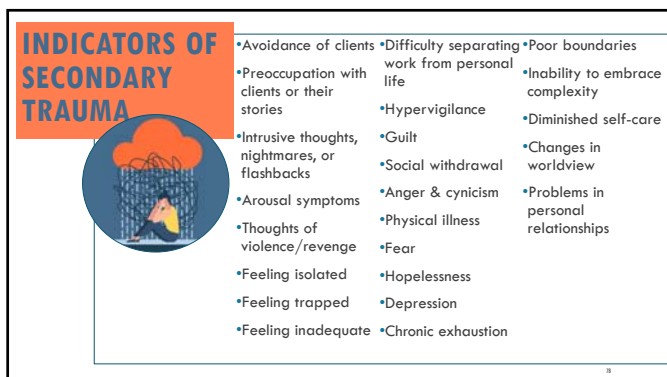 INDICATORS OF
SECONDARY
TRAUMA
•Avoidance of clients
•Preoccupation with
clients or their
stories
•Intrusive thoughts,
nightmares, or
flashbacks
•Arousal symptoms
•Thoughts of
violence/revenge
•Feeling isolated
•Feeling trapped
•Feeling inadequate
•Difficulty separating
work from personal
life
•Hypervigilance
•Guilt
•Social withdrawal
•Anger & cynicism
•Physical illness
•Fear
•Hopelessness
•Depression
•Chronic exhaustion
•Poor boundaries
•Inability to embrace
complexity
•Diminished self-care
•Changes in
worldview
•Problems in
personal
relationships